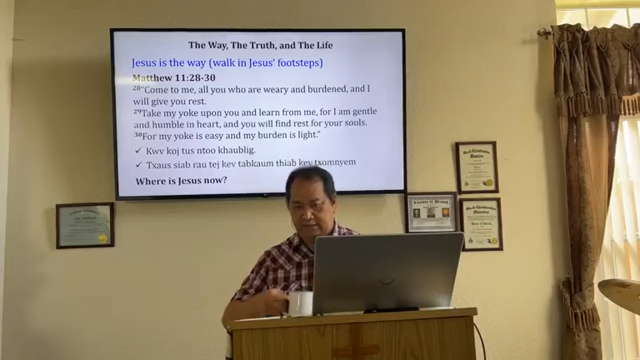 The Way, The Truth, and The Life
Jesus is the way (walk in Jesus' footsteps)
Matthew 11:28-30
28"Come to me, all you who are weary and burdened, and I
will give you rest.
29Take my yoke upon you and learn from me, for I am gentle
and humble in heart, and you will find rest for your souls.
30For my yoke is easy and my burden is light."
✓ Kwv koj tus ntoo khaublig.
✓ Txaus siab rau tej kev tabkaum thiab kev txomnyem
Where is Jesus now?